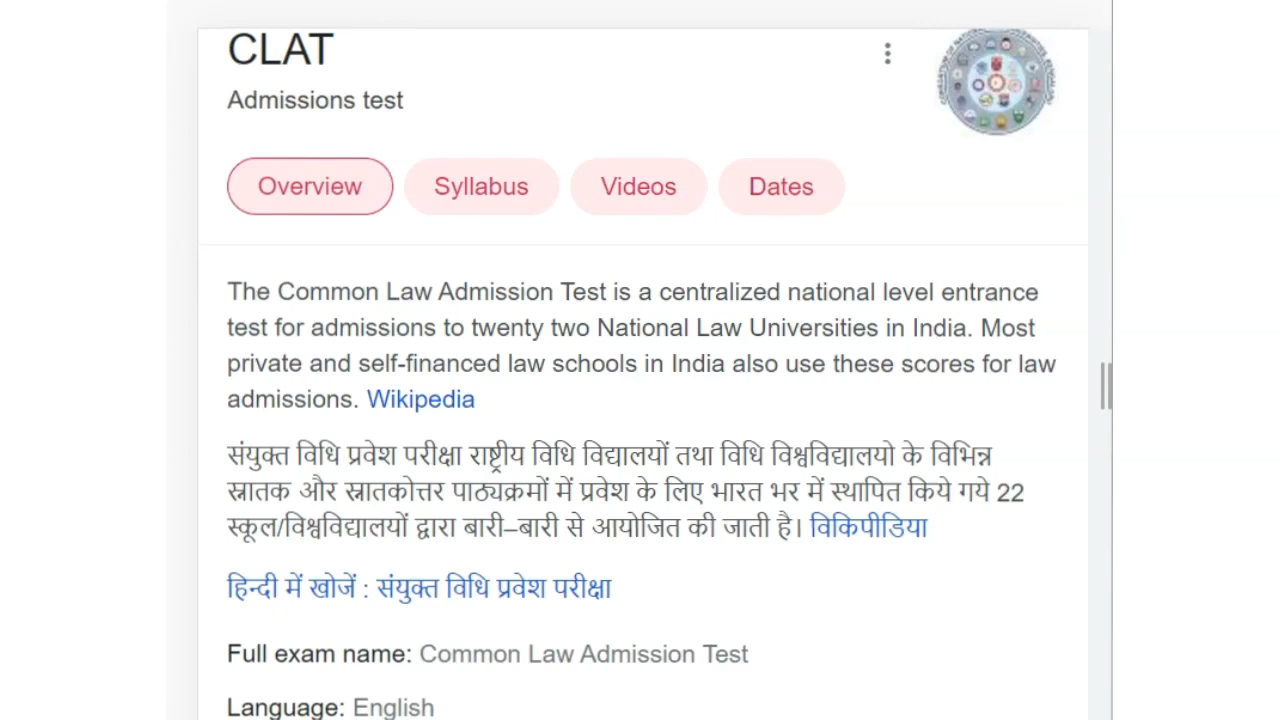 CLAT
Admissions test
Overview
Syllabus
Videos
Dates
The Common Law Admission Test is a centralized national level entrance
test for admissions to twenty two National Law Universities in India. Most
private and self-financed law schools in India also use these scores for law
admissions. Wikipedia
संयुक्त विधि प्रवेश परीक्षा राष्ट्रीय विधि विद्यालयों तथा विधि विश्वविद्यालयो के विभिन्न
स्नातक और स्नातकोत्तर पाठ्यक्रमों में प्रवेश के लिए भारत भर में स्थापित किये गये 22
स्कूल/विश्वविद्यालयों द्वारा बारी–बारी से आयोजित की जाती है। विकिपीडिया
हिन्दी में खोजें : संयुक्त विधि प्रवेश परीक्षा
Full exam name: Common Law Admission Test
Language: English